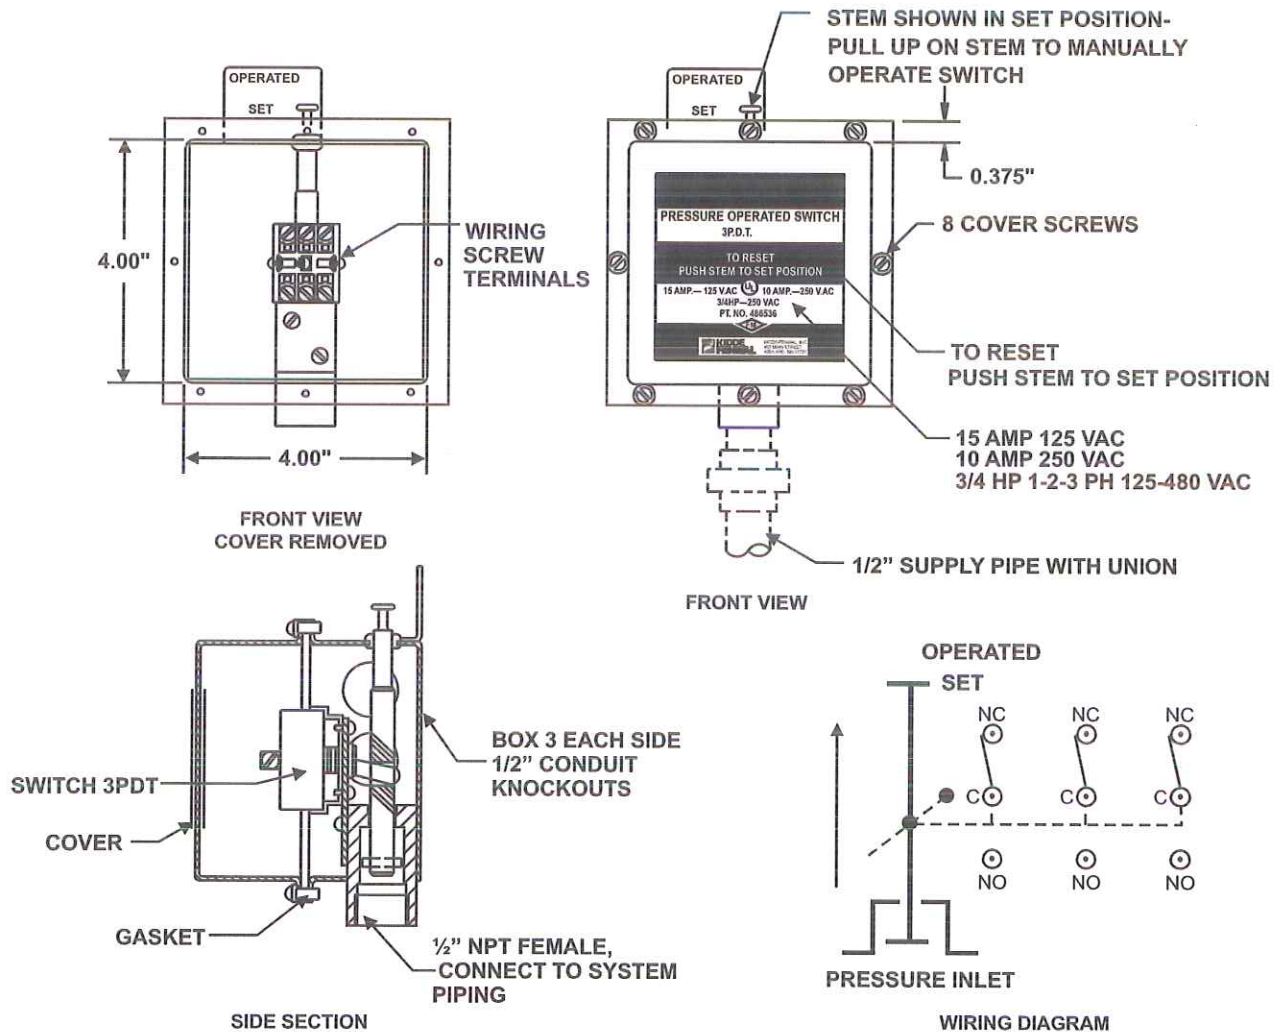 STEM SHOWN IN SET POSITION-
PULL UP ON STEM TO MANUALLY
OPERATE SWITCH
OPERATED
SET
4.00"
WIRING
SCREW
TERMINALS
4.00"
FRONT VIEW
COVER REMOVED
OPERATED
SET
0.375"
8 COVER SCREWS
PRESSURE OPERATED SWITCH
3P.D.T.
TO RESET
PUSH STEM TO SET POSITION
15 AMP.— 125 V.AC
UL
10 AMP.—250 V.AC
3/4HP—250 VAC
PT. NO. 486536
KIDDE
FENWAL
TO RESET
PUSH STEM TO SET POSITION
15 AMP 125 VAC
10 AMP 250 VAC
3/4 HP 1-2-3 PH 125-480 VAC
1/2” SUPPLY PIPE WITH UNION
FRONT VIEW
SWITCH 3PDT
COVER
GASKET
BOX 3 EACH SIDE
1/2” CONDUIT
KNOCKOUTS
½” NPT FEMALE,
CONNECT TO SYSTEM
PIPING
SIDE SECTION
OPERATED
SET
NC NC NC
C C C
NO NO NO
PRESSURE INLET
WIRING DIAGRAM